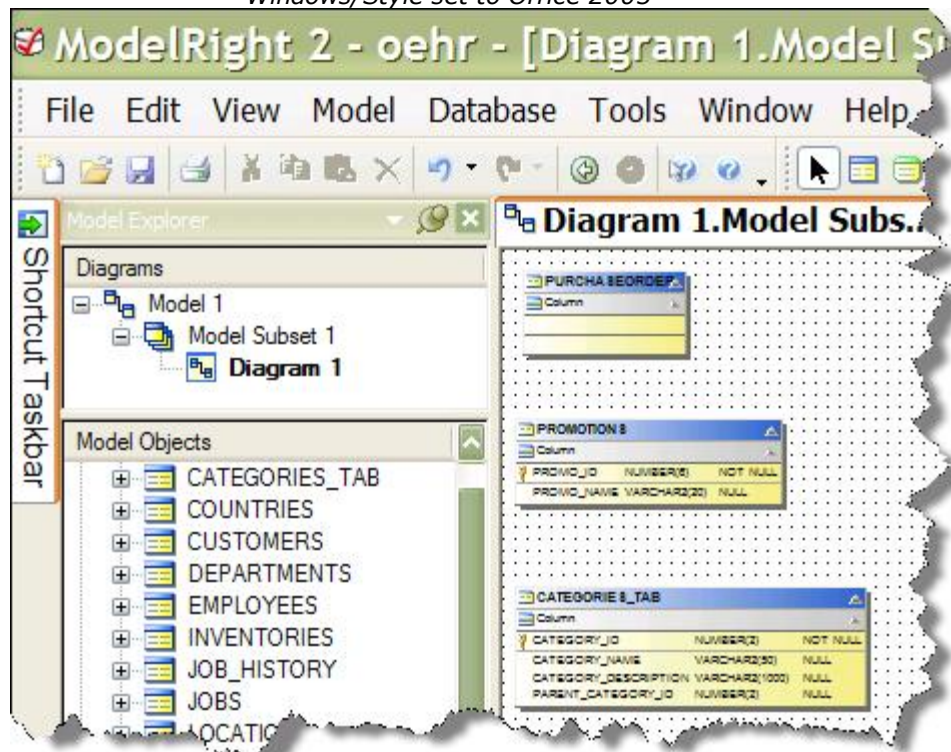 Windows/Style set to Office 2003
ModelRight 2 - oehr - [Diagram 1.Model S
File Edit View Model Database Tools Window Help
Shortcut Taskbar
Model Explorer
Diagrams
Model 1
Model Subset 1
Diagram 1
Model Objects
CATEGORIES_TAB
COUNTRIES
CUSTOMERS
DEPARTMENTS
EMPLOYEES
INVENTORIES
JOB_HISTORY
JOBS
Diagram 1.Model Subs...
PURCHASEORDER
Column
PROMOTIONS
Column
PROMO_ID NUMBER(6) NOT NULL
PROMO_NAME VARCHAR2(20) NULL
CATEGORIES_TAB
Column
CATEGORY_ID NUMBER(2) NOT NULL
CATEGORY_NAME VARCHAR2(50) NULL
CATEGORY_DESCRIPTION VARCHAR2(1000) NULL
PARENT_CATEGORY_ID NUMBER(2) NULL